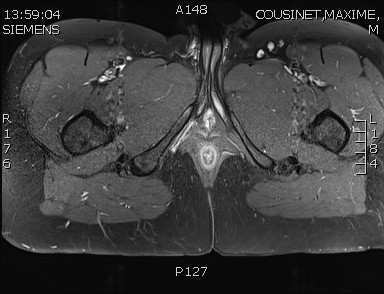 13:59:04
SIEMENS
A148
COUSINET,MAXIME,
M
R
1
7
6
L
1
8
4
P127